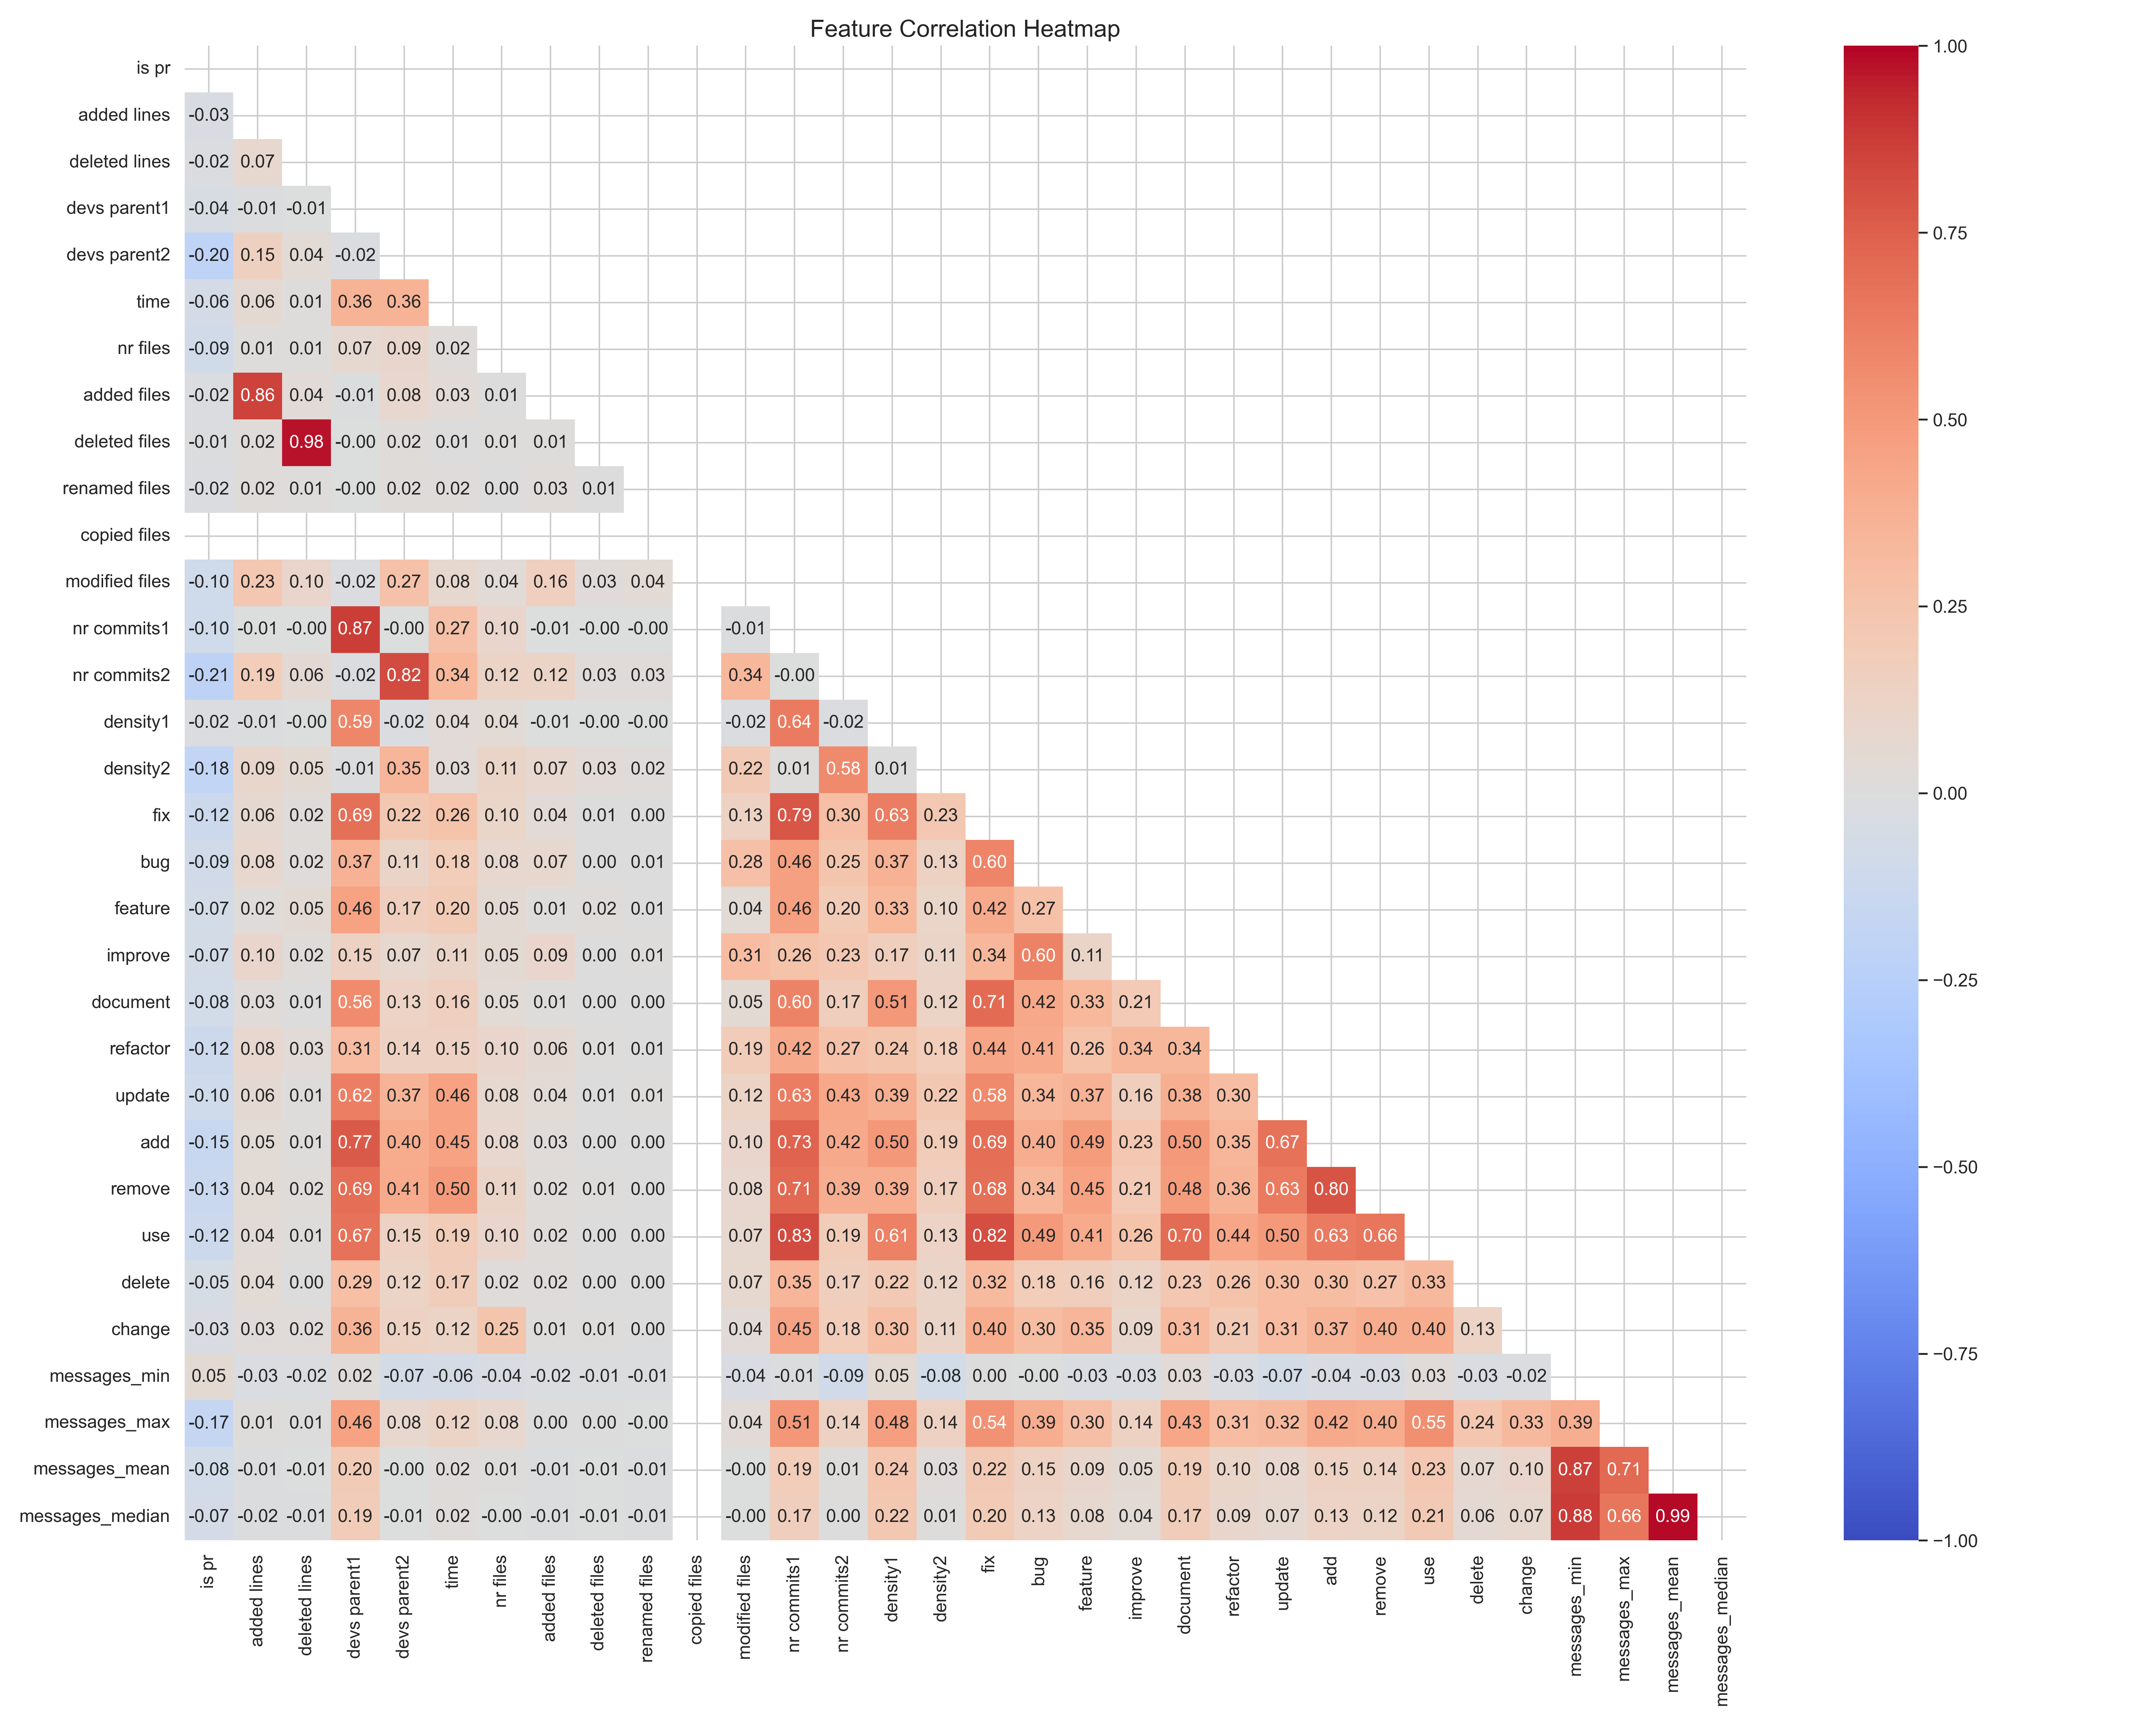 Feature Correlation Heatmap
is pr
added lines -0.03
deleted lines -0.02 0.07
devs parent1 -0.04 -0.01 -0.01
devs parent2 -0.20 0.15 0.04 -0.02
time -0.06 0.06 0.01 0.36 0.36
nr files -0.09 0.01 0.01 0.07 0.09 0.02
added files -0.02 0.86 0.04 -0.01 0.08 0.03 0.01
deleted files -0.01 0.02 0.98 -0.00 0.02 0.01 0.01 0.01
renamed files -0.02 0.02 0.01 -0.00 0.02 0.02 0.00 0.03 0.01
copied files
modified files -0.10 0.23 0.10 -0.02 0.27 0.08 0.04 0.16 0.03 0.04
nr commits1 -0.10 -0.01 -0.00 0.87 -0.00 0.27 0.10 -0.01 -0.00 -0.00 -0.01
nr commits2 -0.21 0.19 0.06 -0.02 0.82 0.34 0.12 0.12 0.03 0.03 0.34 -0.00
density1 -0.02 -0.01 -0.00 0.59 -0.02 0.04 0.04 -0.01 -0.00 -0.00 -0.02 0.64 -0.02
density2 -0.18 0.09 0.05 -0.01 0.35 0.03 0.11 0.07 0.03 0.02 0.22 0.01 0.58 0.01
fix -0.12 0.06 0.02 0.69 0.22 0.26 0.10 0.04 0.01 0.00 0.13 0.79 0.30 0.63 0.23
bug -0.09 0.08 0.02 0.37 0.11 0.18 0.08 0.07 0.00 0.01 0.28 0.46 0.25 0.37 0.13 0.60
feature -0.07 0.02 0.05 0.46 0.17 0.20 0.05 0.01 0.02 0.01 0.04 0.46 0.20 0.33 0.10 0.42 0.27
improve -0.07 0.10 0.02 0.15 0.07 0.11 0.05 0.09 0.00 0.01 0.31 0.26 0.23 0.17 0.11 0.34 0.60 0.11
document -0.08 0.03 0.01 0.56 0.13 0.16 0.05 0.01 0.00 0.00 0.05 0.60 0.17 0.51 0.12 0.71 0.42 0.33 0.21
refactor -0.12 0.08 0.03 0.31 0.14 0.15 0.10 0.06 0.01 0.01 0.19 0.42 0.27 0.24 0.18 0.44 0.41 0.26 0.34 0.34
update -0.10 0.06 0.01 0.62 0.37 0.46 0.08 0.04 0.01 0.01 0.12 0.63 0.43 0.39 0.22 0.58 0.34 0.37 0.16 0.38 0.30
add -0.15 0.05 0.01 0.77 0.40 0.45 0.08 0.03 0.00 0.00 0.10 0.73 0.42 0.50 0.19 0.69 0.40 0.49 0.23 0.50 0.35 0.67
remove -0.13 0.04 0.02 0.69 0.41 0.50 0.11 0.02 0.01 0.00 0.08 0.71 0.39 0.39 0.17 0.68 0.34 0.45 0.21 0.48 0.36 0.63 0.80
use -0.12 0.04 0.01 0.67 0.15 0.19 0.10 0.02 0.00 0.00 0.07 0.83 0.19 0.61 0.13 0.82 0.49 0.41 0.26 0.70 0.44 0.50 0.63 0.66
delete -0.05 0.04 0.00 0.29 0.12 0.17 0.02 0.02 0.00 0.00 0.07 0.35 0.17 0.22 0.12 0.32 0.18 0.16 0.12 0.23 0.26 0.30 0.30 0.27 0.33
change -0.03 0.03 0.02 0.36 0.15 0.12 0.25 0.01 0.01 0.00 0.04 0.45 0.18 0.30 0.11 0.40 0.30 0.35 0.09 0.31 0.21 0.31 0.37 0.40 0.40 0.13
messages_min 0.05 -0.03 -0.02 0.02 -0.07 -0.06 -0.04 -0.02 -0.01 -0.01 -0.04 -0.01 -0.09 0.05 -0.08 0.00 -0.00 -0.03 -0.03 0.03 -0.03 -0.07 -0.04 -0.03 0.03 -0.03 -0.02
messages_max -0.17 0.01 0.01 0.46 0.08 0.12 0.08 0.00 0.00 -0.00 0.04 0.51 0.14 0.48 0.14 0.54 0.39 0.30 0.14 0.43 0.31 0.32 0.42 0.40 0.55 0.24 0.33 0.39
messages_mean -0.08 -0.01 -0.01 0.20 -0.00 0.02 0.01 -0.01 -0.01 -0.01 -0.00 0.19 0.01 0.24 0.03 0.22 0.15 0.09 0.05 0.19 0.10 0.08 0.15 0.14 0.23 0.07 0.10 0.87 0.71
messages_median -0.07 -0.02 -0.01 0.19 -0.01 0.02 -0.00 -0.01 -0.01 -0.01 -0.00 0.17 0.00 0.22 0.01 0.20 0.13 0.08 0.04 0.17 0.09 0.07 0.13 0.12 0.21 0.06 0.07 0.88 0.66 0.99
is pr
added lines
deleted lines
devs parent1
devs parent2
time
nr files
added files
deleted files
renamed files
copied files
modified files
nr commits1
nr commits2
density1
density2
fix
bug
feature
improve
document
refactor
update
add
remove
use
delete
change
messages_min
messages_max
messages_mean
messages_median
1.00
0.75
0.50
0.25
0.00
−0.25
−0.50
−0.75
−1.00